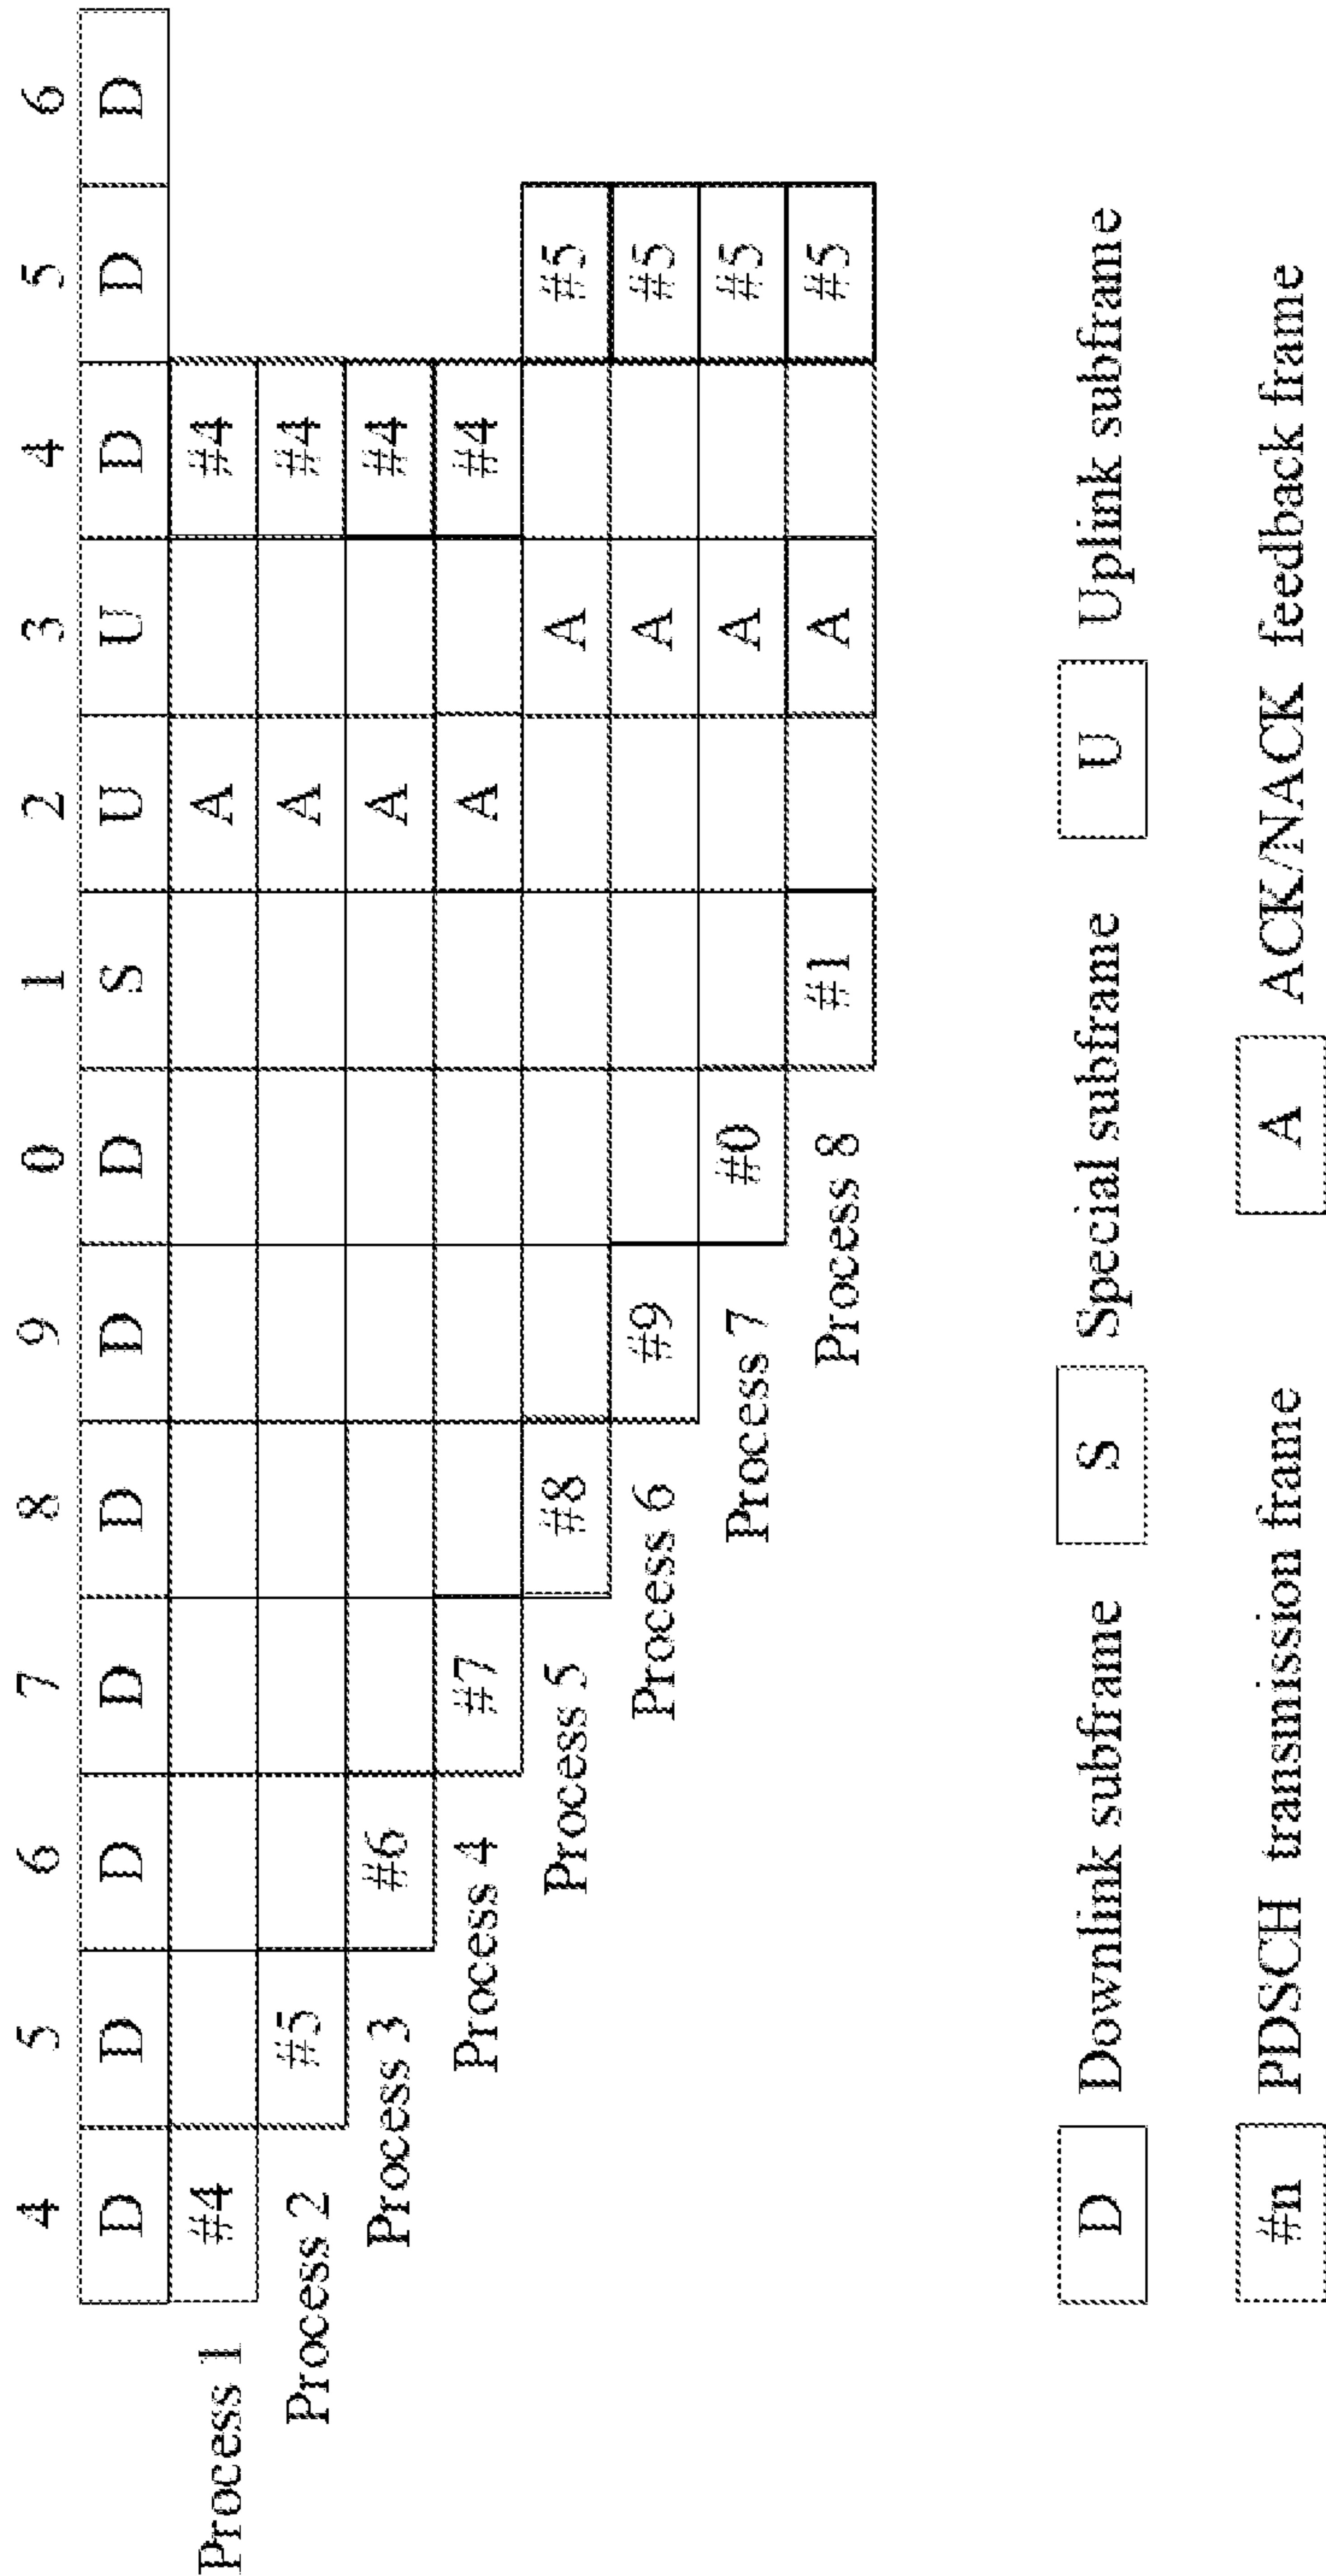 4 5 6 7 8 9 0 1 2 3 4 5 6
D D D D D D D S U U D D D
Process 1 #4 A #4
Process 2 #5 A #4
Process 3 #6 A #4
Process 4 #7 A #4
Process 5 #8 A #5
Process 6 #9 A #5
Process 7 #0 A #5
Process 8 #1 A #5
D Downlink subframe S Special subframe U Uplink subframe
#n PDSCH transmission frame A ACK/NACK feedback frame